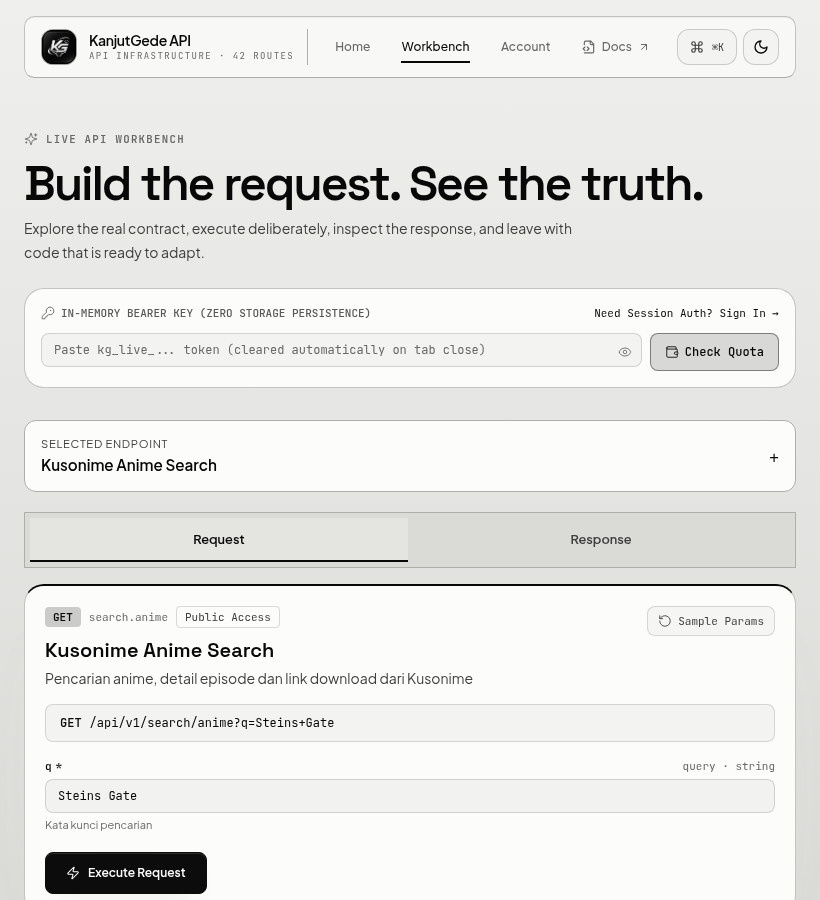 KanjutGede API
API INFRASTRUCTURE · 42 ROUTES
Home
Workbench
Account
Docs ↗
⌘ ⌘K
LIVE API WORKBENCH
Build the request. See the truth.
Explore the real contract, execute deliberately, inspect the response, and leave with
code that is ready to adapt.
IN-MEMORY BEARER KEY (ZERO STORAGE PERSISTENCE)
Need Session Auth? Sign In →
Paste kg_live_... token (cleared automatically on tab close)
Check Quota
SELECTED ENDPOINT
Kusonime Anime Search
+
Request
Response
GET search.anime Public Access
Sample Params
Kusonime Anime Search
Pencarian anime, detail episode dan link download dari Kusonime
GET /api/v1/search/anime?q=Steins+Gate
q *
query · string
Steins Gate
Kata kunci pencarian
Execute Request